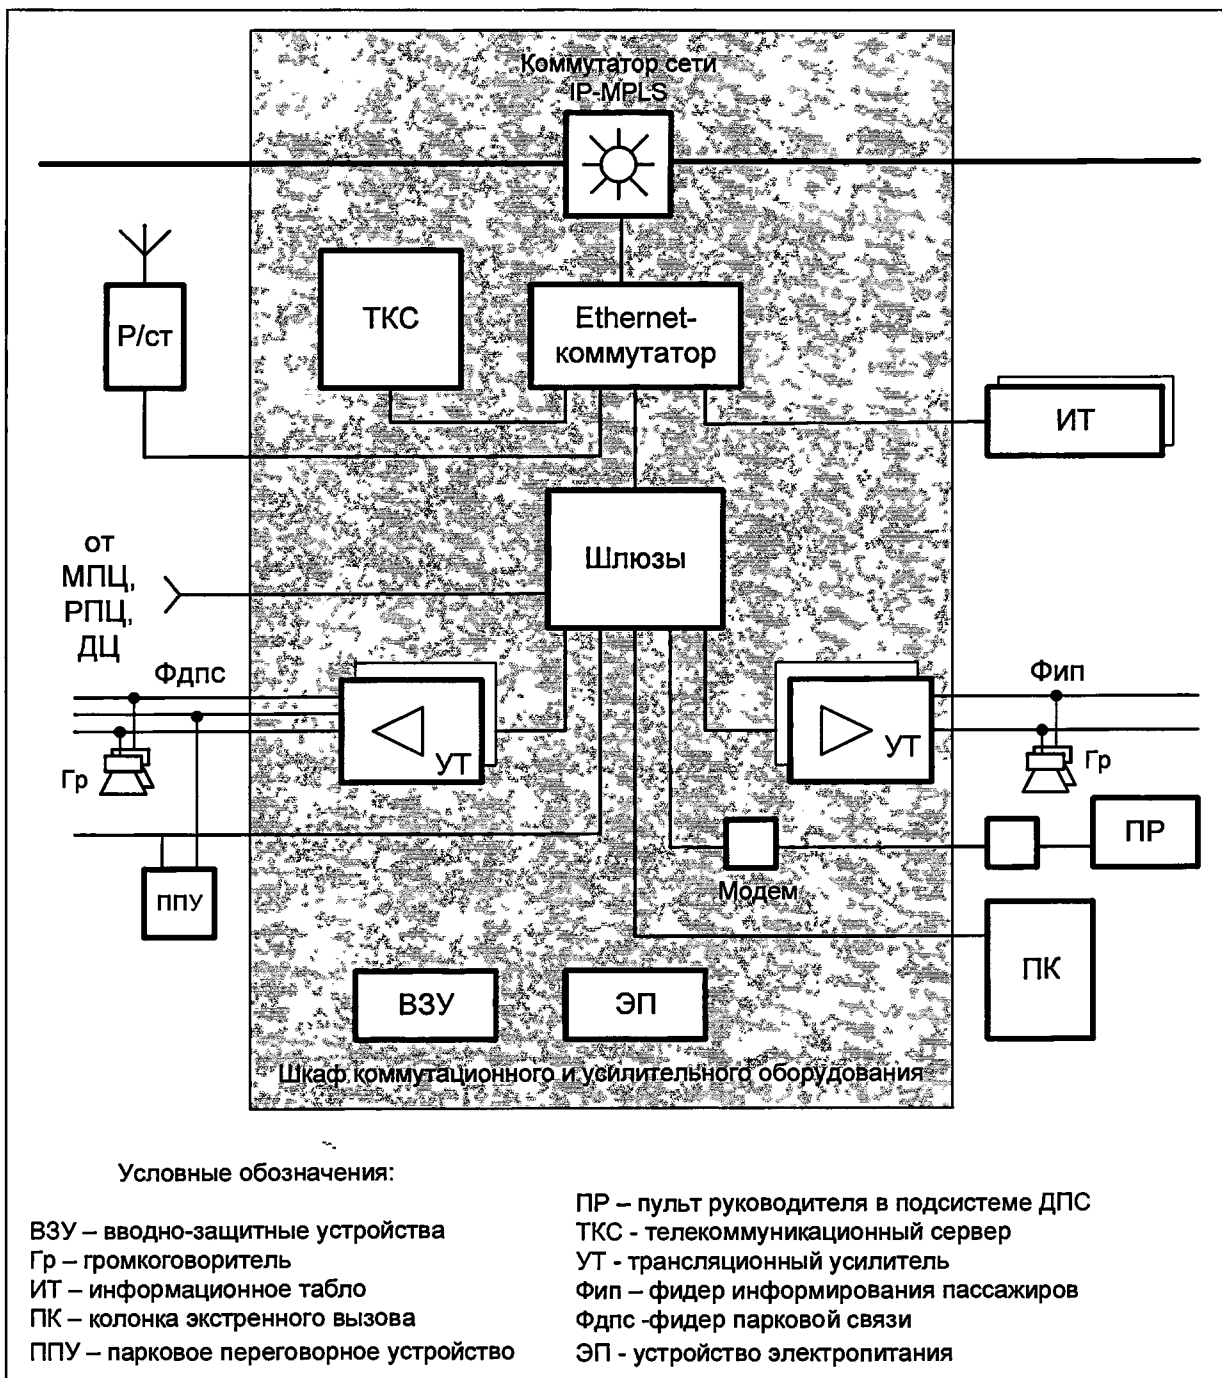 Коммутатор сети
IP-MPLS
ТКС
Ethernet-
коммутатор
Р/ст
ИТ
Шлюзы
от
МПЦ,
РПЦ,
ДЦ
Фдпс
Фип
УТ
УТ
Гр
Гр
ПР
Модем
ППУ
ПК
ВЗУ
ЭП
Шкаф коммутационного и усилительного оборудования
Условные обозначения:
ВЗУ – вводно-защитные устройства
Гр – громкоговоритель
ИТ – информационное табло
ПК – колонка экстренного вызова
ППУ – парковое переговорное устройство
ПР – пульт руководителя в подсистеме ДПС
ТКС - телекоммуникационный сервер
УТ - трансляционный усилитель
Фип – фидер информирования пассажиров
Фдпс -фидер парковой связи
ЭП - устройство электропитания